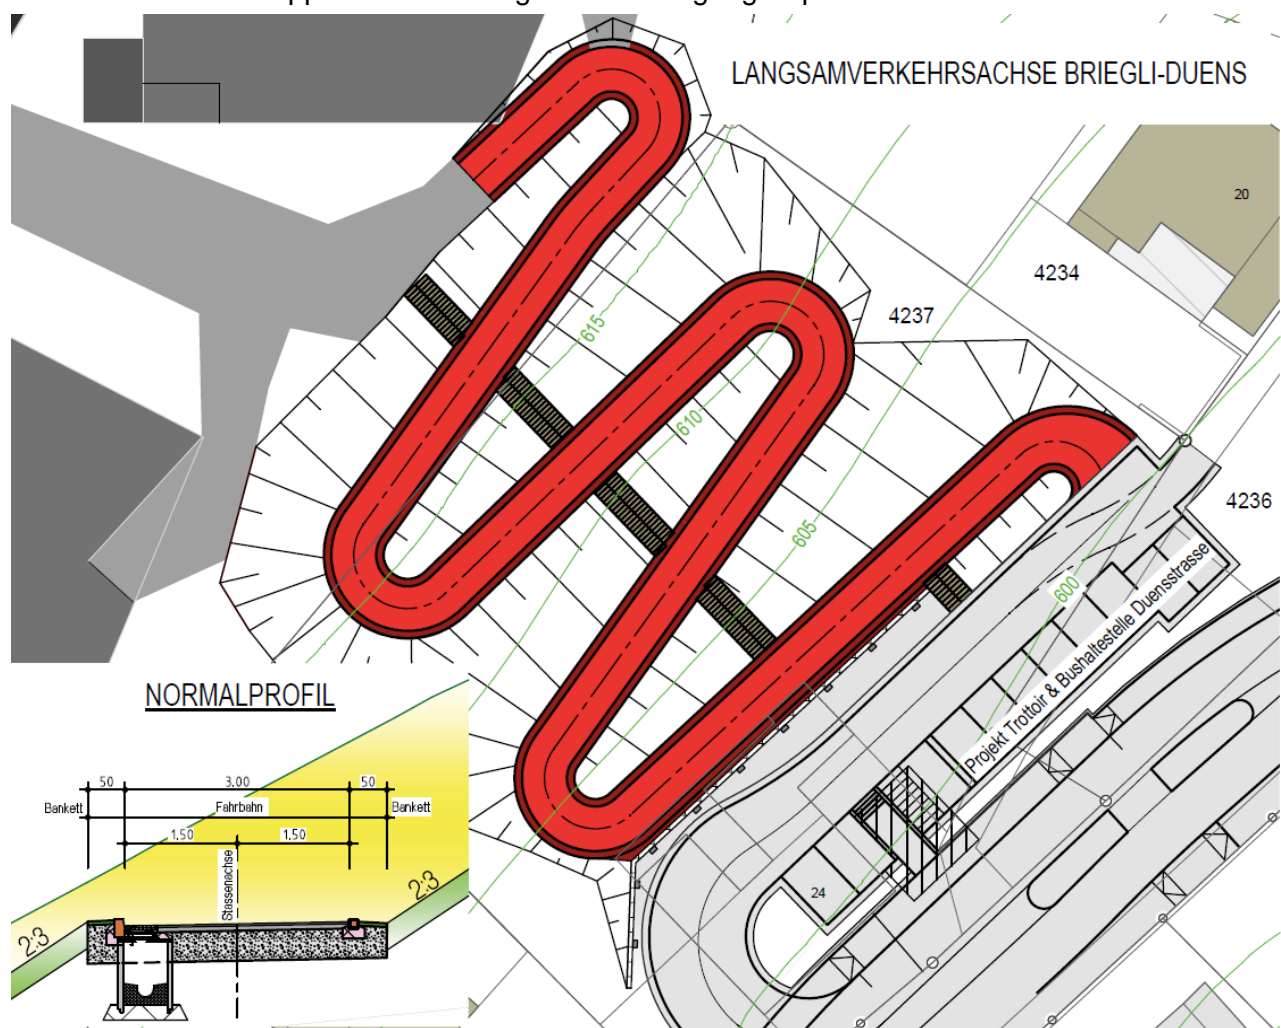 LANGSAMVERKEHRSACHSE BRIEGLI-DUENS
20
4234
4237
615
610
4236
605
600
Projekt Trottoir & Bushaltestelle Duensstrasse
24
NORMALPROFIL
50 3.00 50
Bankett Fahrbahn Bankett
1.50 1.50
Stassenachse
2:3
2:3